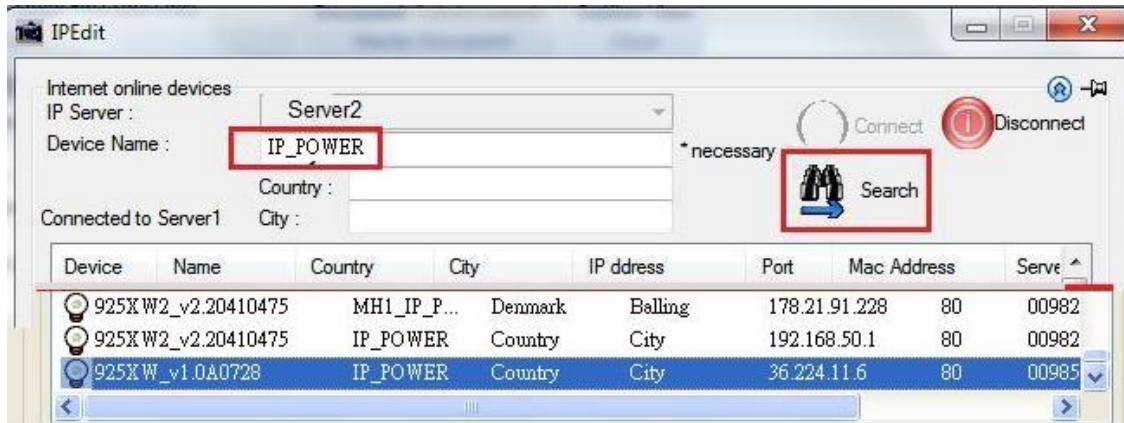 IPEdit
Internet online devices
IP Server : Server2
Connect Disconnect
Device Name : IP_POWER * necessary
Country : Search
Connected to Server1 City :
Device Name Country City IP ddress Port Mac Address Serve
925XW2_v2.20410475 MH1_IP_P... Denmark Balling 178.21.91.228 80 00982
925XW2_v2.20410475 IP_POWER Country City 192.168.50.1 80 00982
925XW_v1.0A0728 IP_POWER Country City 36.224.11.6 80 00985